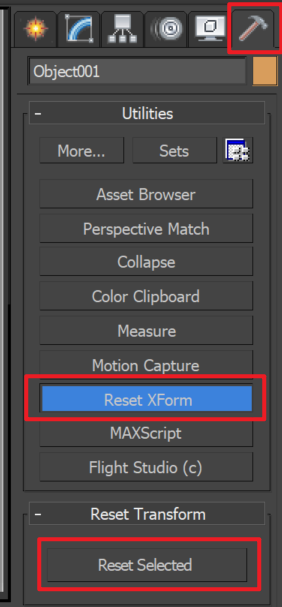 Object001
- Utilities
More... Sets
Asset Browser
Perspective Match
Collapse
Color Clipboard
Measure
Motion Capture
Reset XForm
MAXScript
Flight Studio (c)
- Reset Transform
Reset Selected